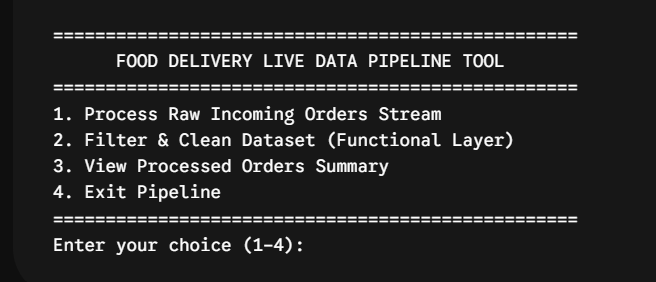 ==================================================
FOOD DELIVERY LIVE DATA PIPELINE TOOL
==================================================
1. Process Raw Incoming Orders Stream
2. Filter & Clean Dataset (Functional Layer)
3. View Processed Orders Summary
4. Exit Pipeline
==================================================
Enter your choice (1-4):